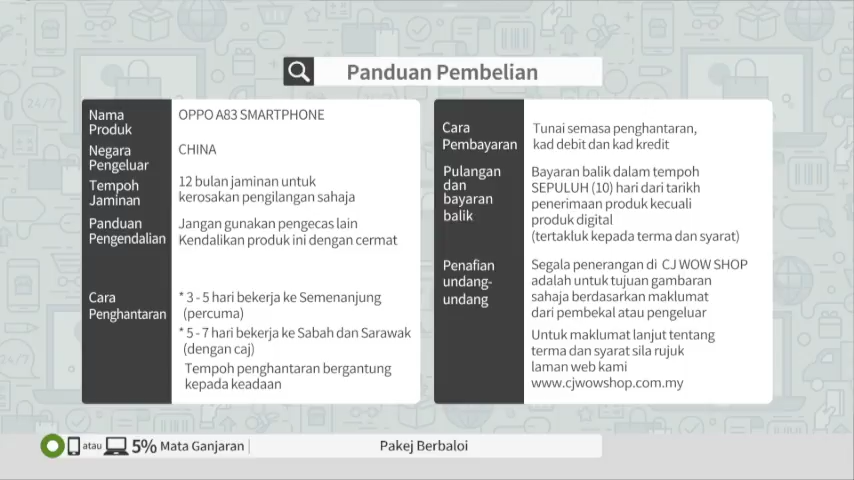 Panduan Pembelian
Nama
Produk
OPPO A83 SMARTPHONE
Negara
Pengeluar
CHINA
Tempoh
Jaminan
12 bulan jaminan untuk
kerosakan pengilangan sahaja
Panduan
Pengendalian
Jangan gunakan pengecas lain
Kendalikan produk ini dengan cermat
Cara
Penghantaran
* 3 - 5 hari bekerja ke Semenanjung
(percuma)
* 5 - 7 hari bekerja ke Sabah dan Sarawak
(dengan caj)
Tempoh penghantaran bergantung
kepada keadaan
Cara
Pembayaran
Tunai semasa penghantaran,
kad debit dan kad kredit
Pulangan
dan
bayaran
balik
Bayaran balik dalam tempoh
SEPULUH (10) hari dari tarikh
penerimaan produk kecuali
produk digital
(tertakluk kepada terma dan syarat)
Penafian
undang-
undang
Segala penerangan di CJ WOW SHOP
adalah untuk tujuan gambaran
sahaja berdasarkan maklumat
dari pembekal atau pengeluar
Untuk maklumat lanjut tentang
terma dan syarat sila rujuk
laman web kami
www.cjwowshop.com.my
atau 5% Mata Ganjaran
Pakej Berbaloi
24/7